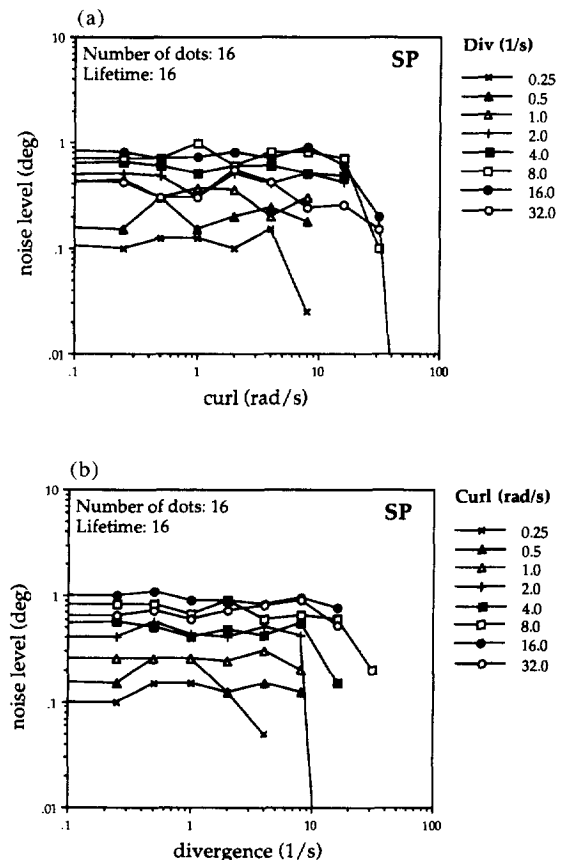 (a)
Number of dots: 16
Lifetime: 16
SP
Div (1/s)
0.25
0.5
1.0
2.0
4.0
8.0
16.0
32.0
noise level (deg)
10
1
0.1
.01
.1
1
10
100
curl (rad/s)
(b)
Number of dots: 16
Lifetime: 16
SP
Curl (rad/s)
0.25
0.5
1.0
2.0
4.0
8.0
16.0
32.0
noise level (deg)
10
1
0.1
.01
.1
1
10
100
divergence (1/s)